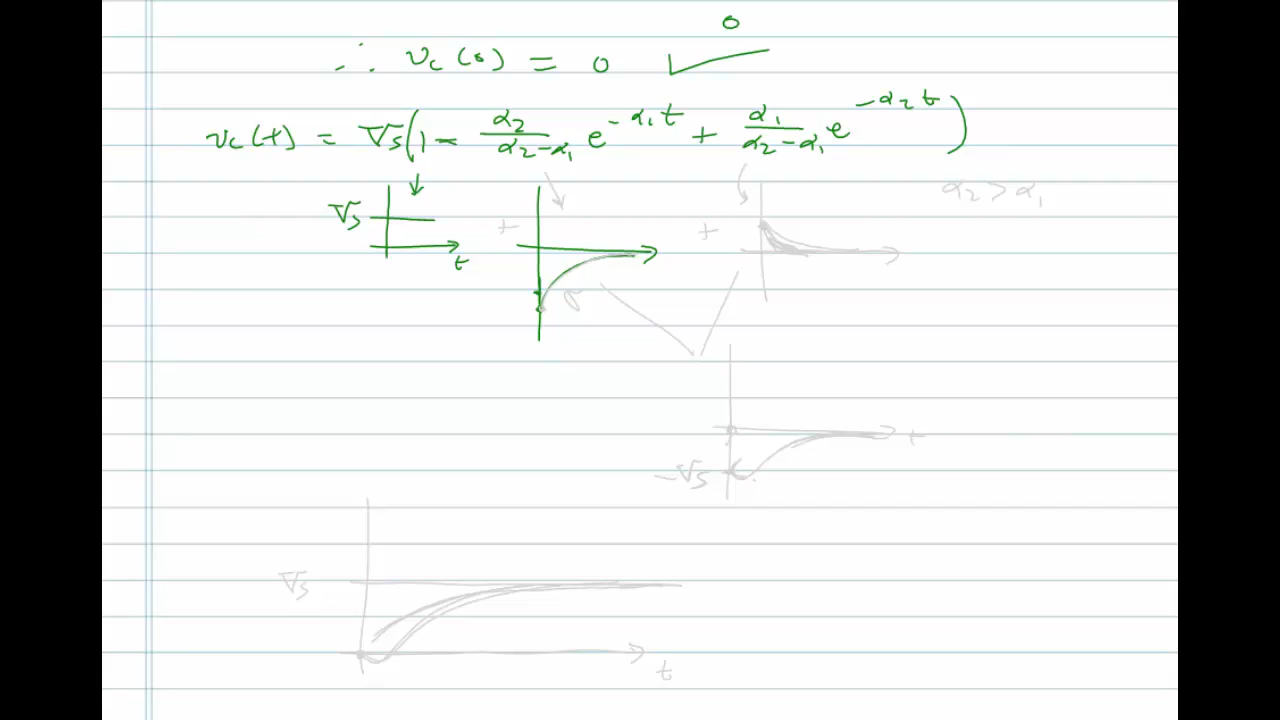 0
∴ v_c(0) = 0
v_c(t) = V_s(1 - α₂/(α₂-α₁) e^(-α₁t) + α₁/(α₂-α₁) e^(-α₂t))
α₂ > α₁
V_s
+
+
t
t
-V_s
V_s
t